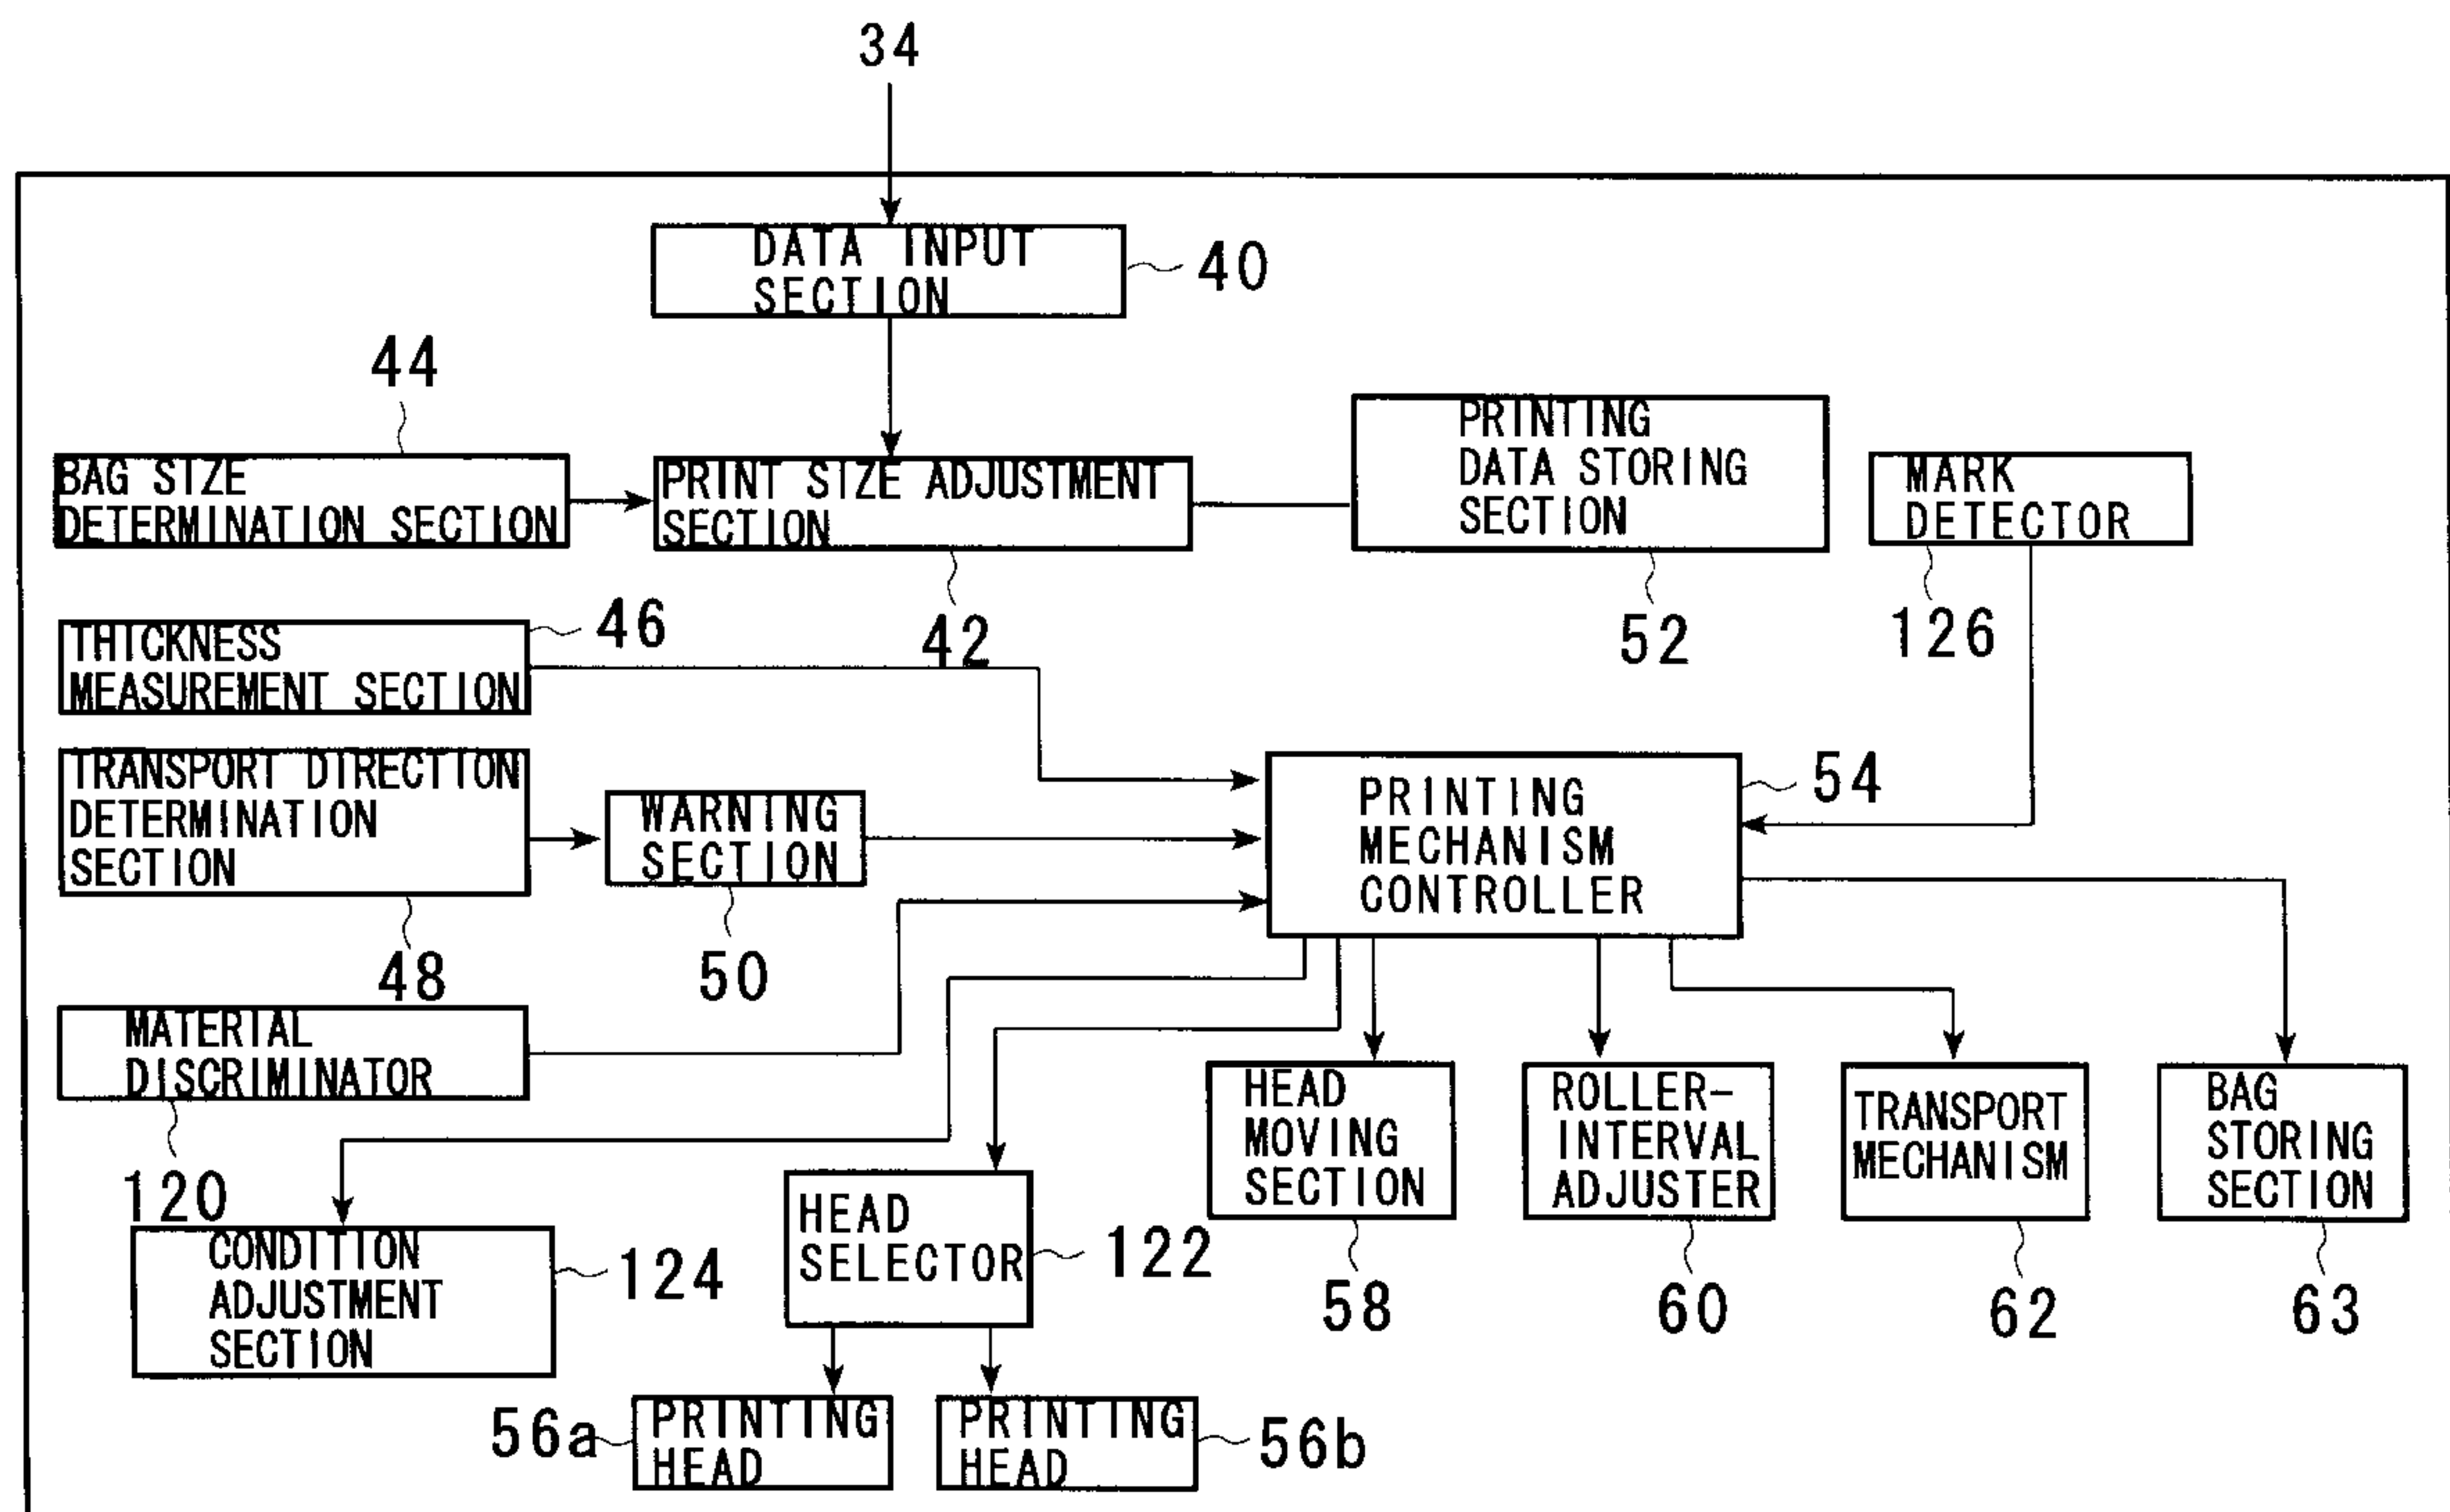 34
DATA INPUT
SECTION
40
44
BAG SIZE
DETERMINATION SECTION
PRINT SIZE ADJUSTMENT
SECTION
42
PRINTING
DATA STORING
SECTION
52
MARK
DETECTOR
126
THICKNESS
MEASUREMENT SECTION
46
TRANSPORT DIRECTION
DETERMINATION
SECTION
48
WARNING
SECTION
50
PRINTING
MECHANISM
CONTROLLER
54
MATERIAL
DISCRIMINATOR
120
CONDITION
ADJUSTMENT
SECTION
124
HEAD
SELECTOR
122
HEAD
MOVING
SECTION
58
ROLLER-
INTERVAL
ADJUSTER
60
TRANSPORT
MECHANISM
62
BAG
STORING
SECTION
63
56a
PRINTING
HEAD
PRINTING
HEAD
56b